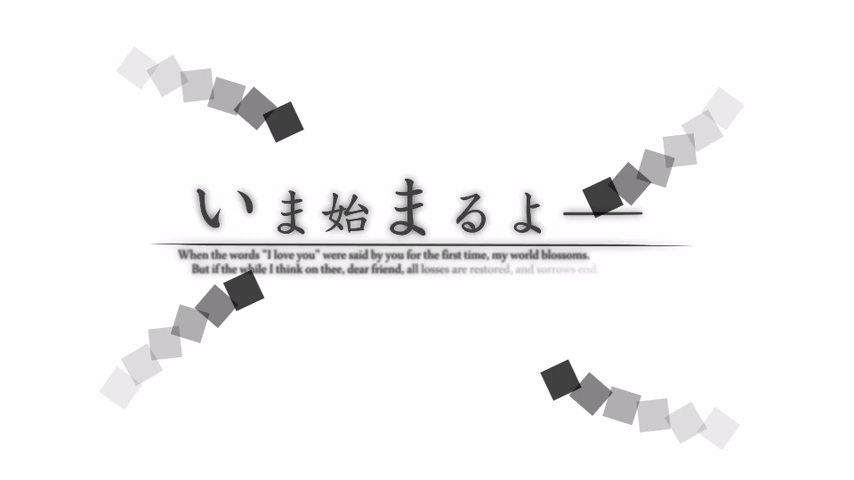 いま始まるよ―
When the words "I love you" were said by you for the first time, my world blossoms.
But if the while I think on thee, dear friend, all losses are restored, and sorrows end.